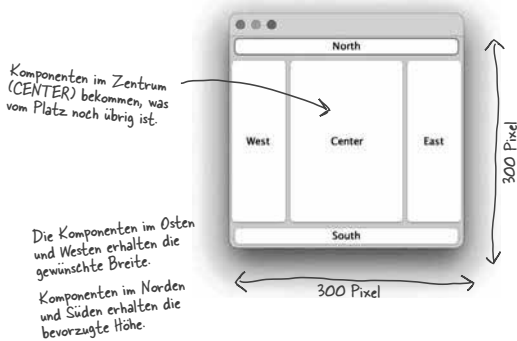 North
Komponenten im Zentrum
(CENTER) bekommen, was
vom Platz noch übrig ist.
West
Center
East
300 Pixel
Die Komponenten im Osten
und Westen erhalten die
gewünschte Breite.
South
300 Pixel
Komponenten im Norden
und Süden erhalten die
bevorzugte Höhe.